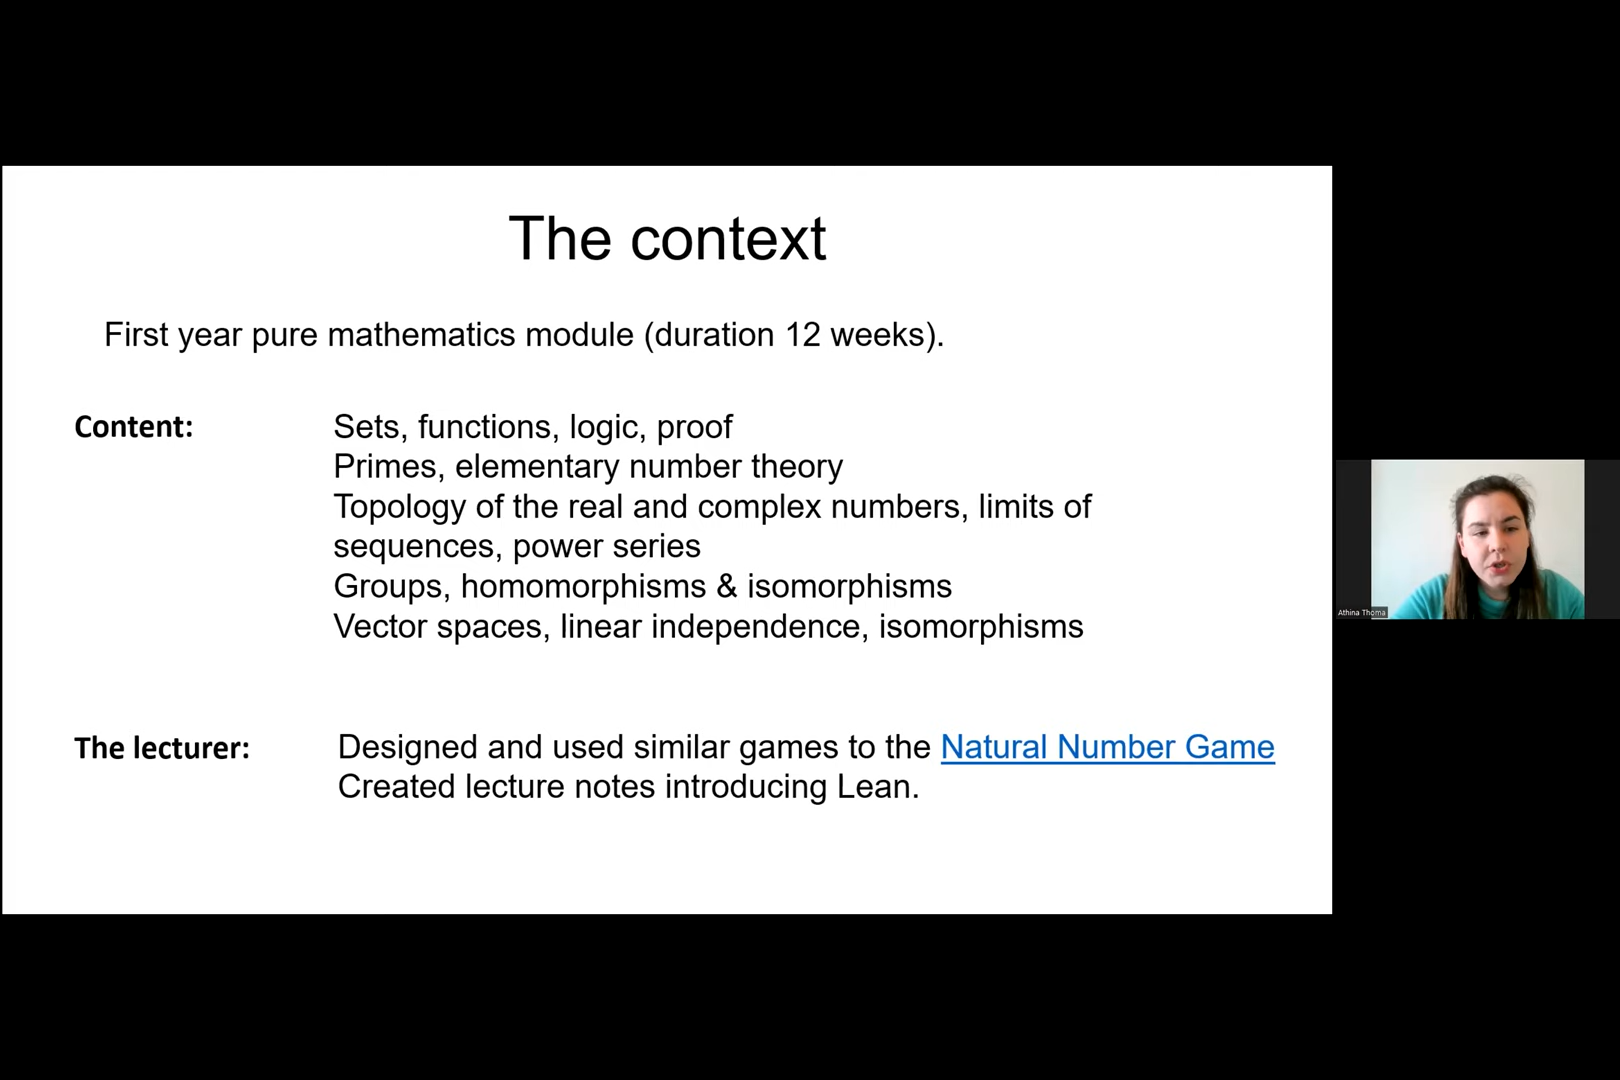 The context
First year pure mathematics module (duration 12 weeks).
Content:
Sets, functions, logic, proof
Primes, elementary number theory
Topology of the real and complex numbers, limits of
sequences, power series
Groups, homomorphisms & isomorphisms
Vector spaces, linear independence, isomorphisms
The lecturer:
Designed and used similar games to the Natural Number Game
Created lecture notes introducing Lean.
Athina Thoma